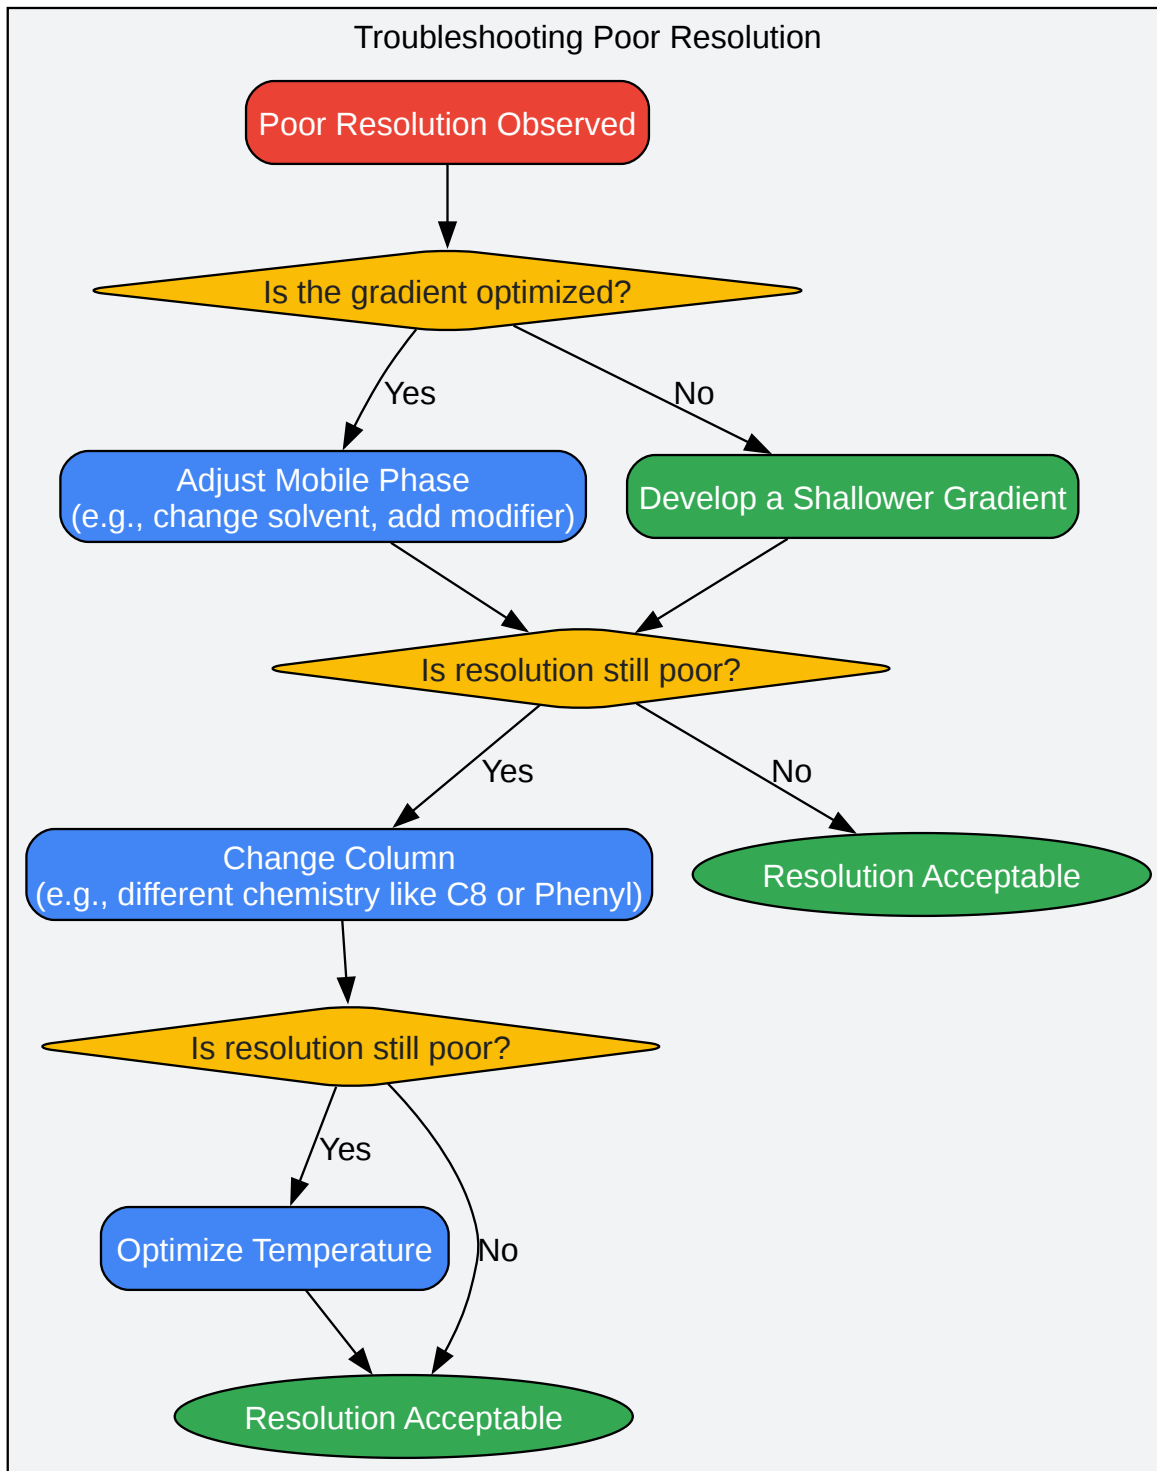 Troubleshooting Poor Resolution
Poor Resolution Observed
Is the gradient optimized?
Yes
No
Adjust Mobile Phase
(e.g., change solvent, add modifier)
Develop a Shallower Gradient
Is resolution still poor?
Yes
No
Change Column
(e.g., different chemistry like C8 or Phenyl)
Resolution Acceptable
Is resolution still poor?
Yes
Optimize Temperature
No
Resolution Acceptable